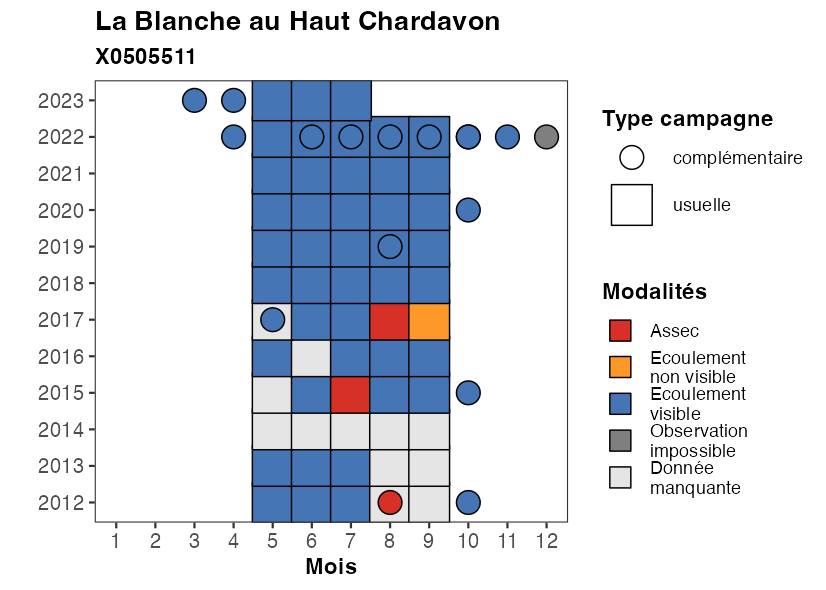 La Blanche au Haut Chardavon
X0505511
2023
2022
2021
2020
2019
2018
2017
2016
2015
2014
2013
2012
1 2 3 4 5 6 7 8 9 10 11 12
Mois
Type campagne
complémentaire
usuelle
Modalités
Assec
Ecoulement
non visible
Ecoulement
visible
Observation
impossible
Donnée
manquante